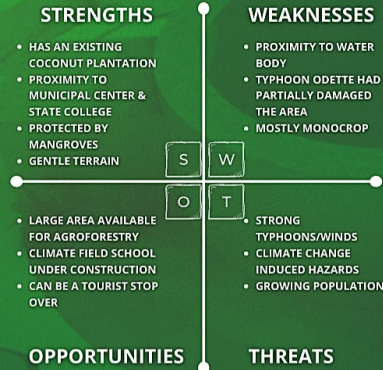 STRENGTHS
• HAS AN EXISTING
COCONUT PLANTATION
• PROXIMITY TO
MUNICIPAL CENTER &
STATE COLLEGE
• PROTECTED BY
MANGROVES
• GENTLE TERRAIN
WEAKNESSES
• PROXIMITY TO WATER
BODY
• TYPHOON ODETTE HAD
PARTIALLY DAMAGED
THE AREA
• MOSTLY MONOCROP
S W
O T
• LARGE AREA AVAILABLE
FOR AGROFORESTRY
• CLIMATE FIELD SCHOOL
UNDER CONSTRUCTION
• CAN BE A TOURIST STOP
OVER
OPPORTUNITIES
• STRONG
TYPHOONS/WINDS
• CLIMATE CHANGE
INDUCED HAZARDS
• GROWING POPULATION
THREATS